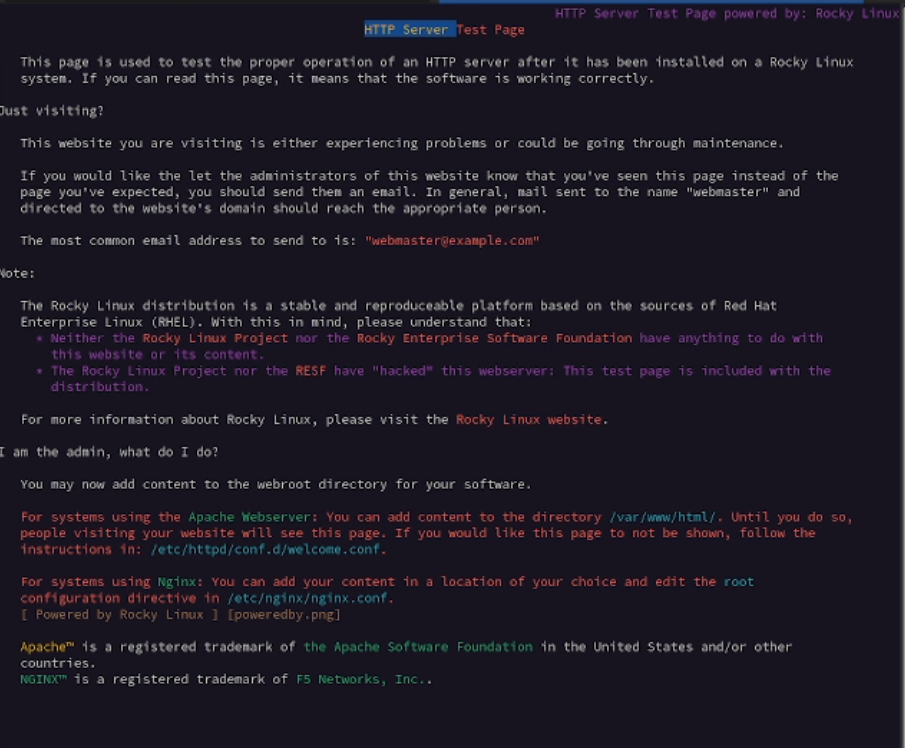 HTTP Server Test Page powered by: Rocky Linux
HTTP Server Test Page
This page is used to test the proper operation of an HTTP server after it has been installed on a Rocky Linux
system. If you can read this page, it means that the software is working correctly.
Just visiting?
This website you are visiting is either experiencing problems or could be going through maintenance.
If you would like the let the administrators of this website know that you've seen this page instead of the
page you've expected, you should send them an email. In general, mail sent to the name "webmaster" and
directed to the website's domain should reach the appropriate person.
The most common email address to send to is: "webmaster@example.com"
Note:
The Rocky Linux distribution is a stable and reproduceable platform based on the sources of Red Hat
Enterprise Linux (RHEL). With this in mind, please understand that:
* Neither the Rocky Linux Project nor the Rocky Enterprise Software Foundation have anything to do with
this website or its content.
* The Rocky Linux Project nor the RESF have "hacked" this webserver: This test page is included with the
distribution.
For more information about Rocky Linux, please visit the Rocky Linux website.
I am the admin, what do I do?
You may now add content to the webroot directory for your software.
For systems using the Apache Webserver: You can add content to the directory /var/www/html/. Until you do so,
people visiting your website will see this page. If you would like this page to not be shown, follow the
instructions in: /etc/httpd/conf.d/welcome.conf.
For systems using Nginx: You can add your content in a location of your choice and edit the root
configuration directive in /etc/nginx/nginx.conf.
[ Powered by Rocky Linux ] [poweredby.png]
Apache™ is a registered trademark of the Apache Software Foundation in the United States and/or other
countries.
NGINX™ is a registered trademark of F5 Networks, Inc..